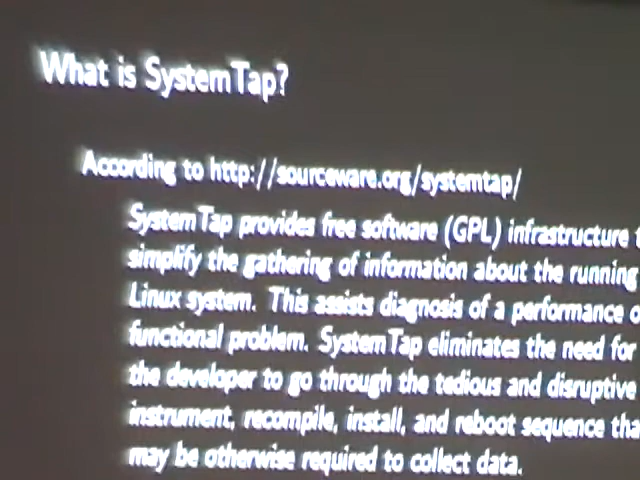 What is SystemTap?
According to http://sourceware.org/systemtap/
SystemTap provides free software (GPL) infrastructure t
simplify the gathering of information about the running
Linux system. This assists diagnosis of a performance o
functional problem. SystemTap eliminates the need for
the developer to go through the tedious and disruptive
instrument, recompile, install, and reboot sequence tha
may be otherwise required to collect data.